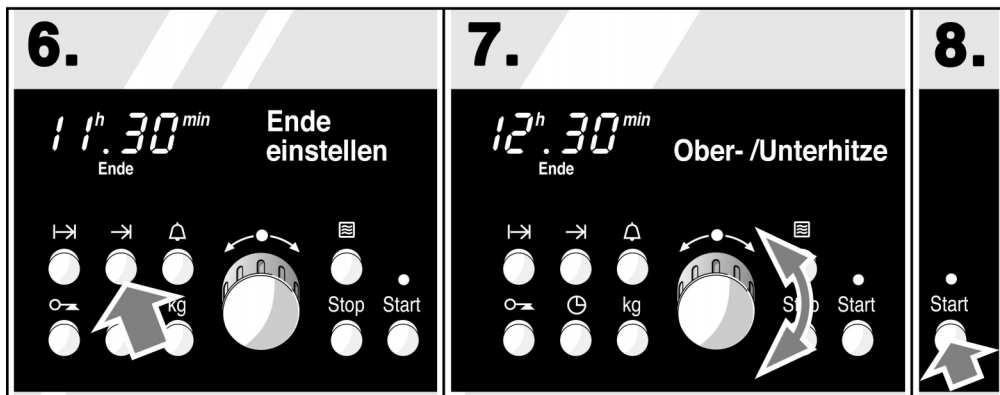 6.
11h.30min
Ende
Ende
einstellen
kg
Stop
Start
7.
12h.30min
Ende
Ober- /Unterhitze
kg
Stop
Start
8.
Start